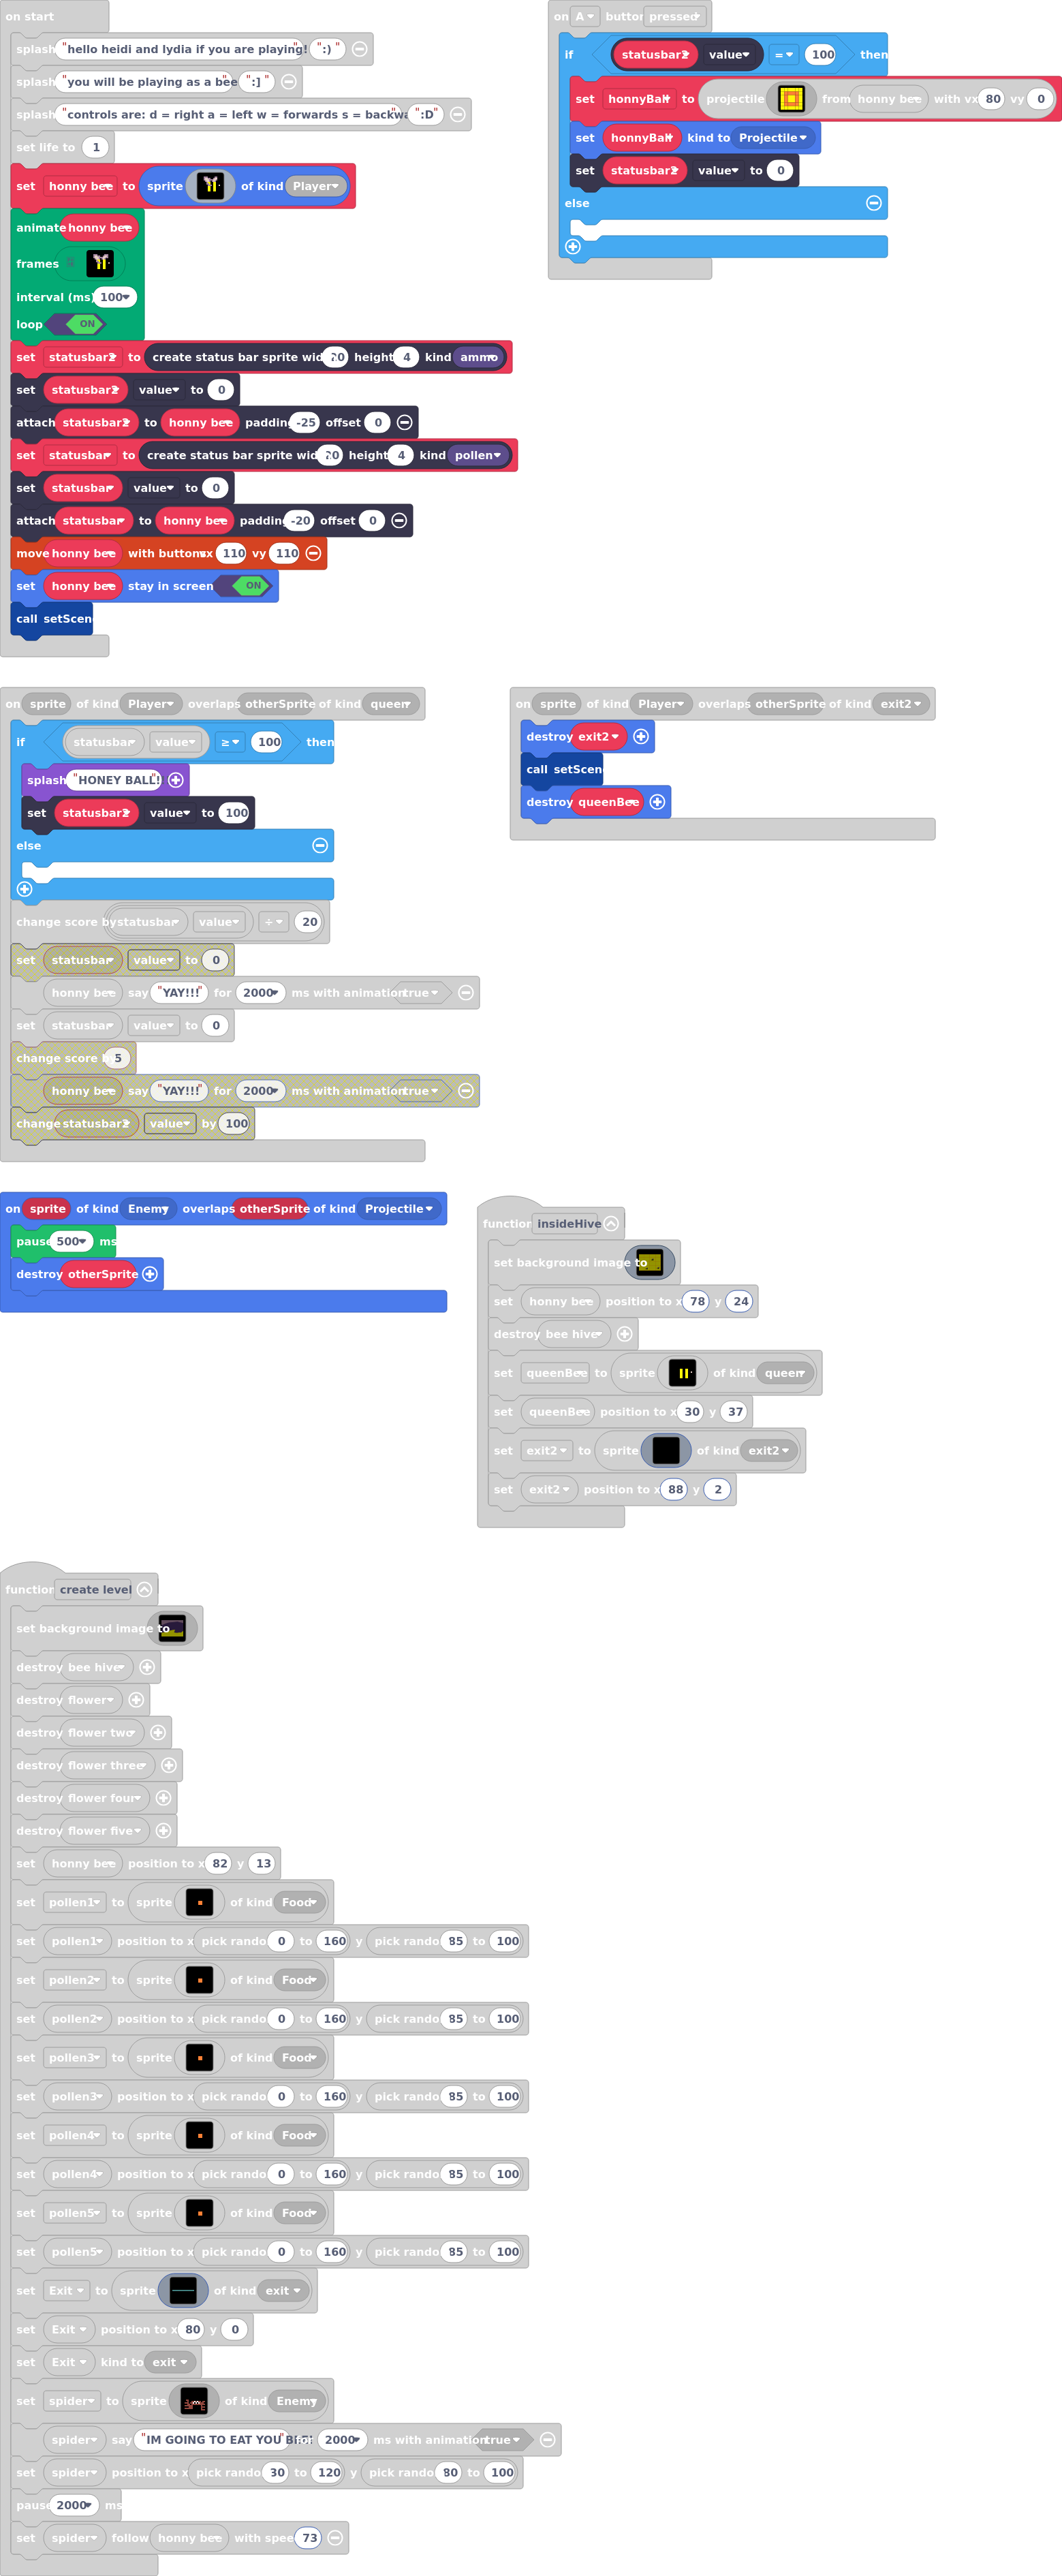 on start
splash "hello heidi and lydia if you are playing!" ":) "
splash "you will be playing as a bee" ":] "
splash "controls are: d = right a = left w = forwards s = backwa" ":D"
set life to 1
set honny bee to sprite of kind Player
animate honny bee
frames
interval (ms) 100
loop ON
set statusbar2 to create status bar sprite wid 20 height 4 kind ammo
set statusbar2 value to 0
attach statusbar2 to honny bee padding -25 offset 0
set statusbar to create status bar sprite wid 20 height 4 kind pollen
set statusbar value to 0
attach statusbar to honny bee padding -20 offset 0
move honny bee with buttons vx 110 vy 110
set honny bee stay in screen ON
call setScen
on A button pressed
if statusbar2 value = 100 then
set honnyBall to projectile from honny bee with vx 80 vy 0
set honnyBall kind to Projectile
set statusbar2 value to 0
else
on sprite of kind Player overlaps otherSprite of kind queen
if statusbar value ≥ 100 then
splash "HONEY BALL!"
set statusbar2 value to 100
else
change score by statusbar value ÷ 20
set statusbar value to 0
honny bee say "YAY!!!" for 2000 ms with animation true
set statusbar value to 0
change score b 5
honny bee say "YAY!!!" for 2000 ms with animation true
change statusbar2 value by 100
on sprite of kind Player overlaps otherSprite of kind exit2
destroy exit2
call setScen
destroy queenBee
on sprite of kind Enemy overlaps otherSprite of kind Projectile
pause 500 ms
destroy otherSprite
function insideHive
set background image to
set honny bee position to x 78 y 24
destroy bee hive
set queenBee to sprite of kind queen
set queenBee position to x 30 y 37
set exit2 to sprite of kind exit2
set exit2 position to x 88 y 2
function create level
set background image to
destroy bee hive
destroy flower
destroy flower two
destroy flower three
destroy flower four
destroy flower five
set honny bee position to x 82 y 13
set pollen1 to sprite of kind Food
set pollen1 position to x pick rando 0 to 160 y pick rando 85 to 100
set pollen2 to sprite of kind Food
set pollen2 position to x pick rando 0 to 160 y pick rando 85 to 100
set pollen3 to sprite of kind Food
set pollen3 position to x pick rando 0 to 160 y pick rando 85 to 100
set pollen4 to sprite of kind Food
set pollen4 position to x pick rando 0 to 160 y pick rando 85 to 100
set pollen5 to sprite of kind Food
set pollen5 position to x pick rando 0 to 160 y pick rando 85 to 100
set Exit to sprite of kind exit
set Exit position to x 80 y 0
set Exit kind to exit
set spider to sprite of kind Enemy
spider say "IM GOING TO EAT YOU BEE!" for 2000 ms with animation true
set spider position to x pick rando 30 to 120 y pick rando 80 to 100
pause 2000 ms
set spider follow honny bee with spee 73